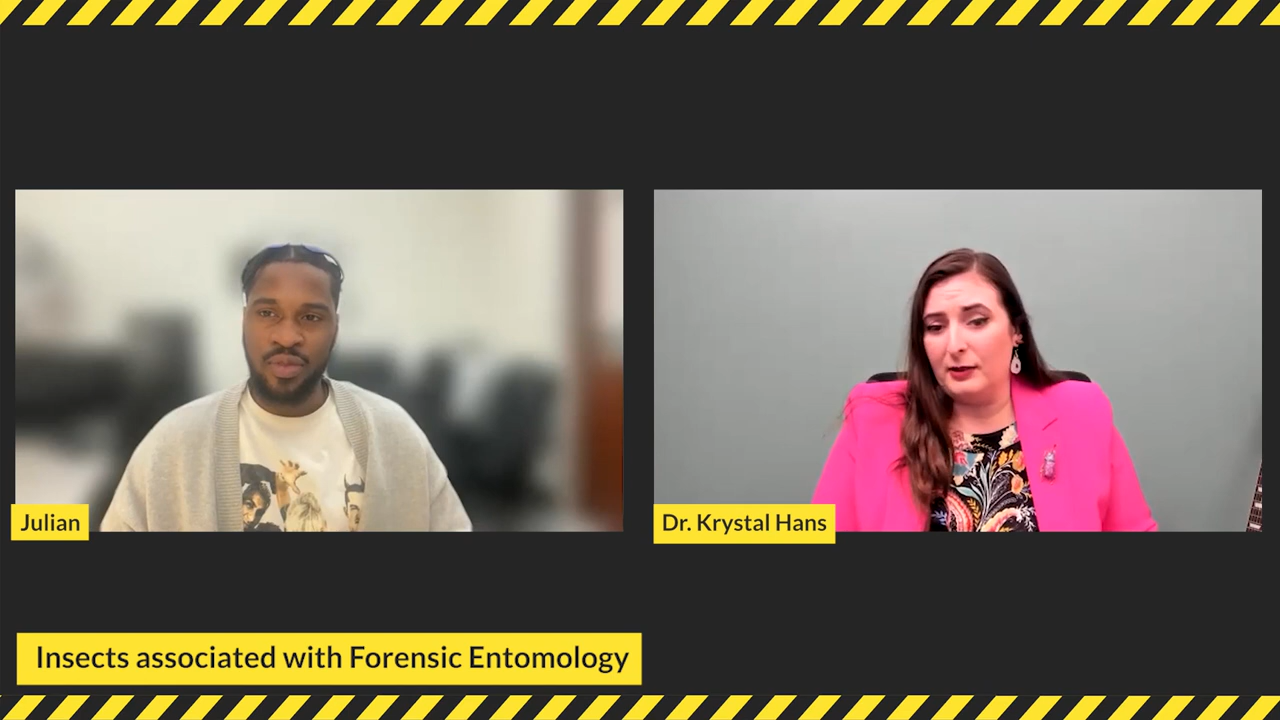 Julian
Dr. Krystal Hans
Insects associated with Forensic Entomology